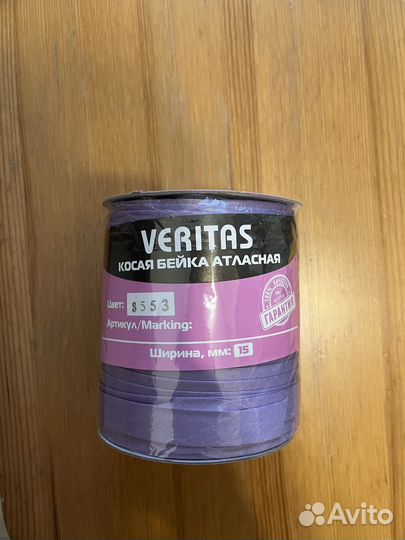 VERITAS
КОСАЯ БЕЙКА АТЛАСНАЯ
Цвет: S553
Артикул/Marking:
Ширина, мм: 15
ГАРАНТИЯ
Avito